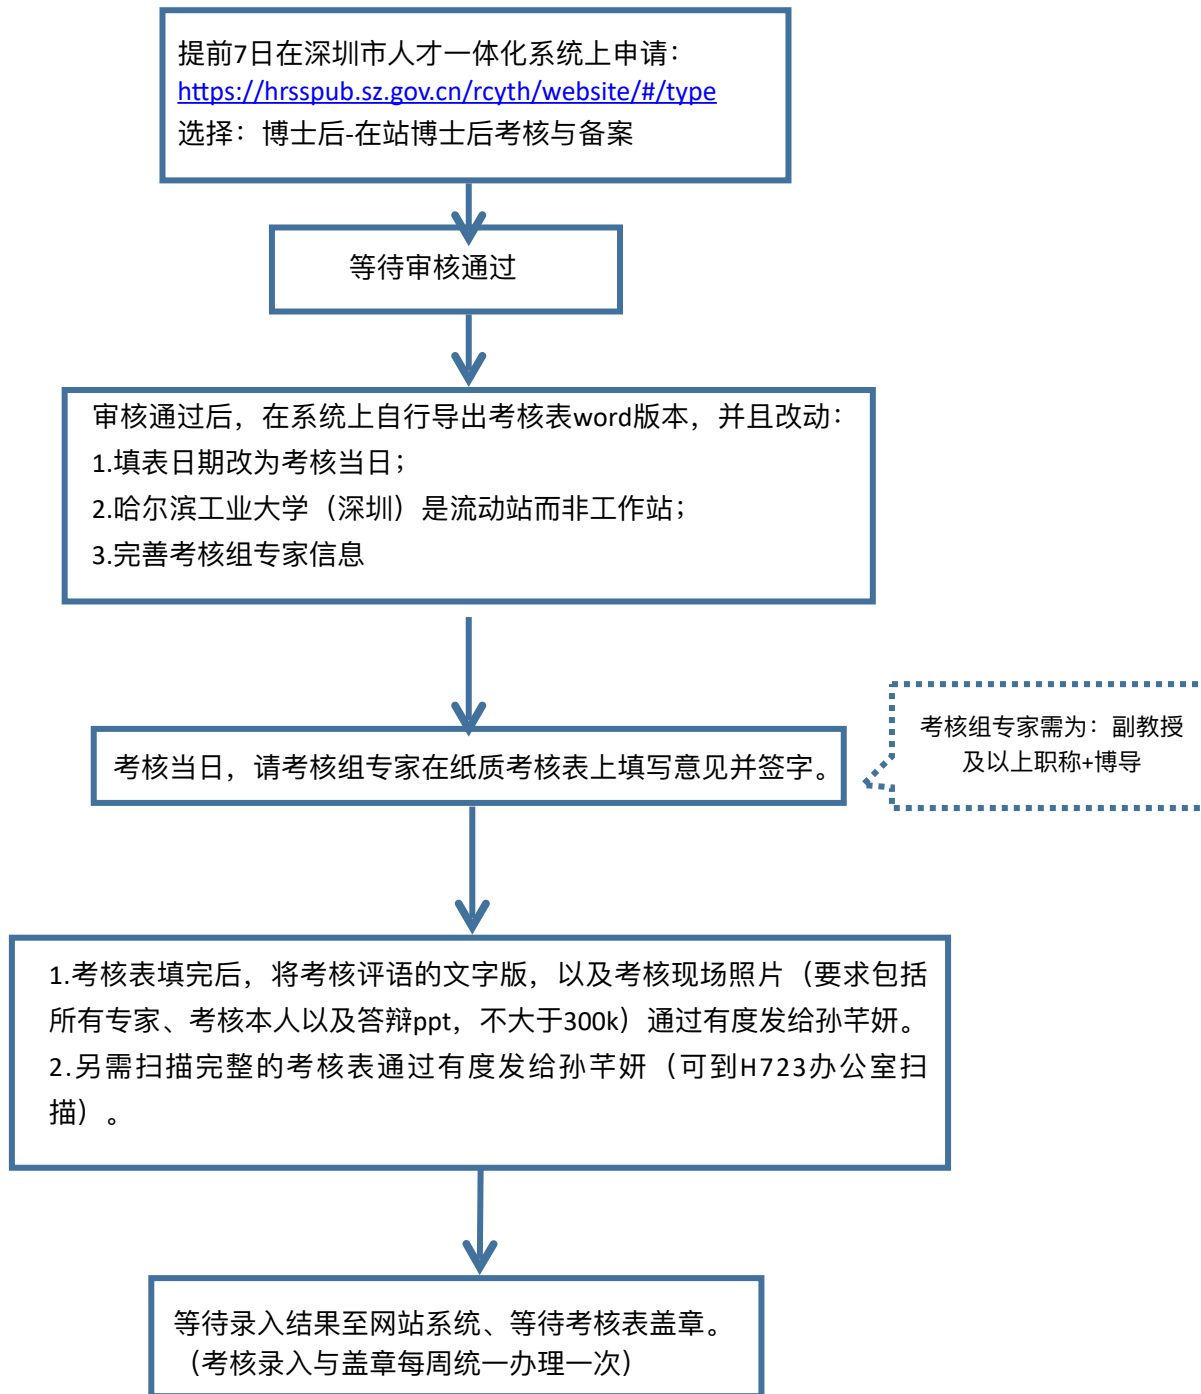 提前7日在深圳市人才一体化系统上申请：
https://hrsspub.sz.gov.cn/rcyth/website/#/type
选择：博士后-在站博士后考核与备案
等待审核通过
审核通过后，在系统上自行导出考核表word版本，并且改动：
1.填表日期改为考核当日；
2.哈尔滨工业大学（深圳）是流动站而非工作站；
3.完善考核组专家信息
考核组专家需为：副教授
及以上职称+博导
考核当日，请考核组专家在纸质考核表上填写意见并签字。
1.考核表填完后，将考核评语的文字版，以及考核现场照片（要求包括
所有专家、考核本人以及答辩ppt，不大于300k）通过有度发给孙芊妍。
2.另需扫描完整的考核表通过有度发给孙芊妍（可到H723办公室扫
描）。
等待录入结果至网站系统、等待考核表盖章。
（考核录入与盖章每周统一办理一次）